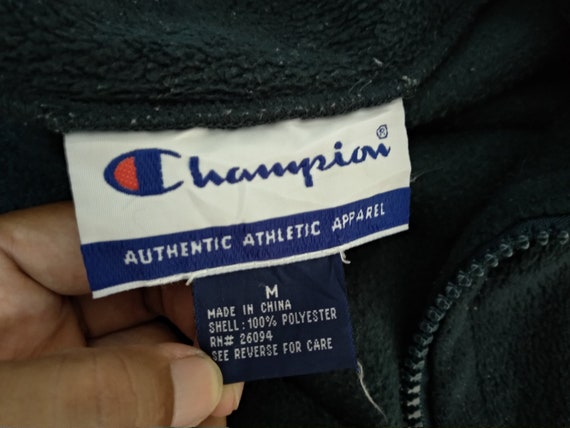 Champion®
AUTHENTIC ATHLETIC APPAREL
M
MADE IN CHINA
SHELL: 100% POLYESTER
RN# 26094
SEE REVERSE FOR CARE